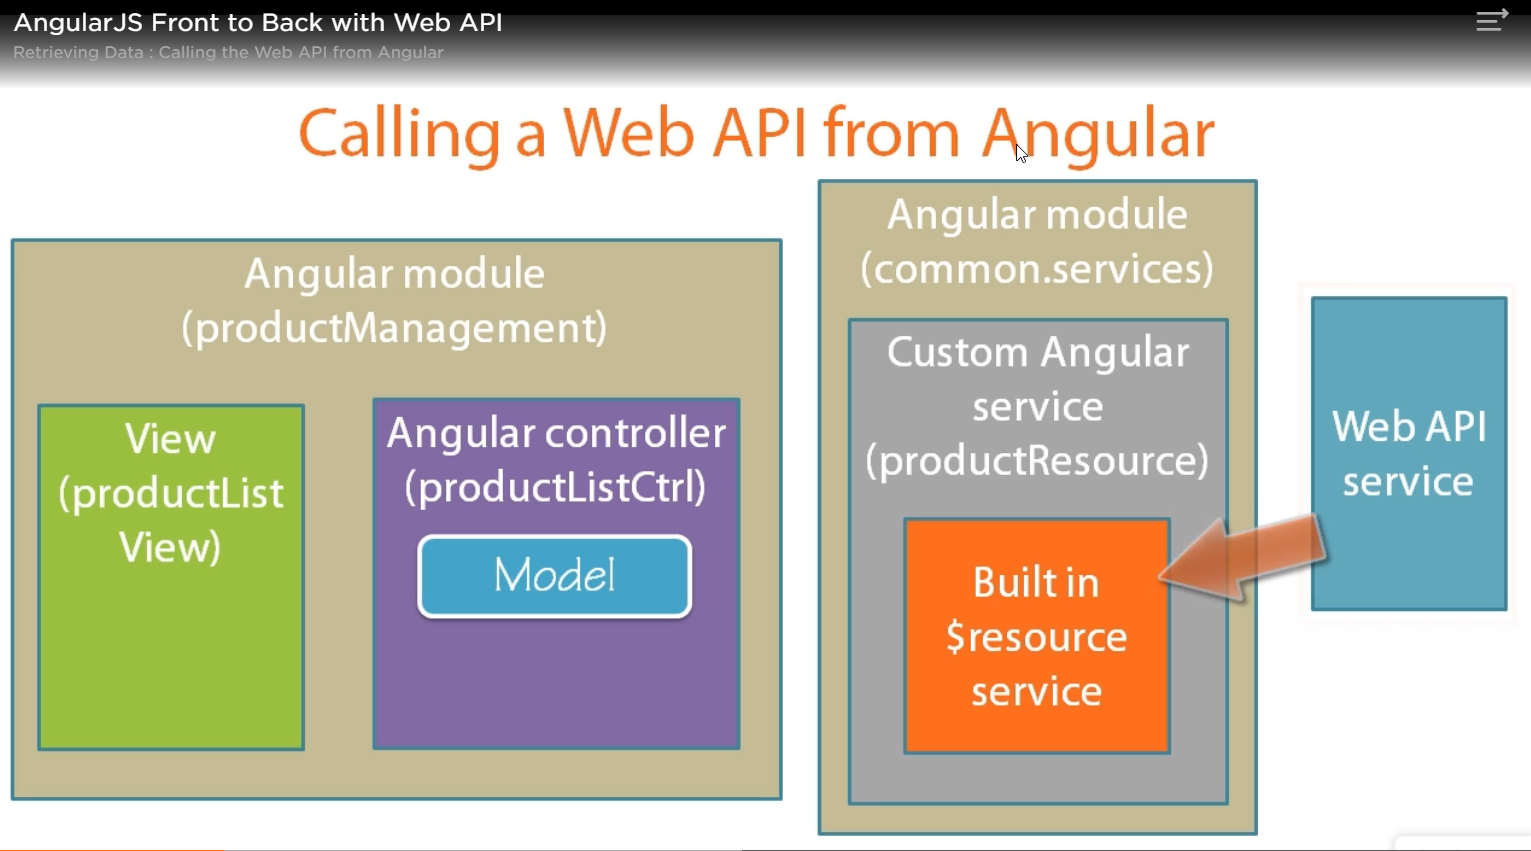 AngularJS Front to Back with Web API
Retrieving Data : Calling the Web API from Angular
Calling a Web API from Angular
Angular module
(productManagement)
View
(productList
View)
Angular controller
(productListCtrl)
Model
Angular module
(common.services)
Custom Angular
service
(productResource)
Built in
$resource
service
Web API
service